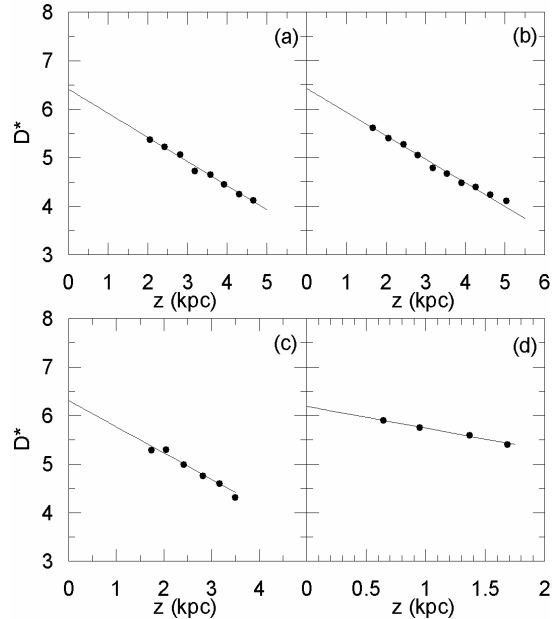 8
(a)
(b)
7
6
D*
5
4
3
0 1 2 3 4 5
0 1 2 3 4 5 6
z (kpc)
z (kpc)
8
(c)
(d)
7
6
D*
5
4
3
0 1 2 3 4
0 0.5 1 1.5 2
z (kpc)
z (kpc)